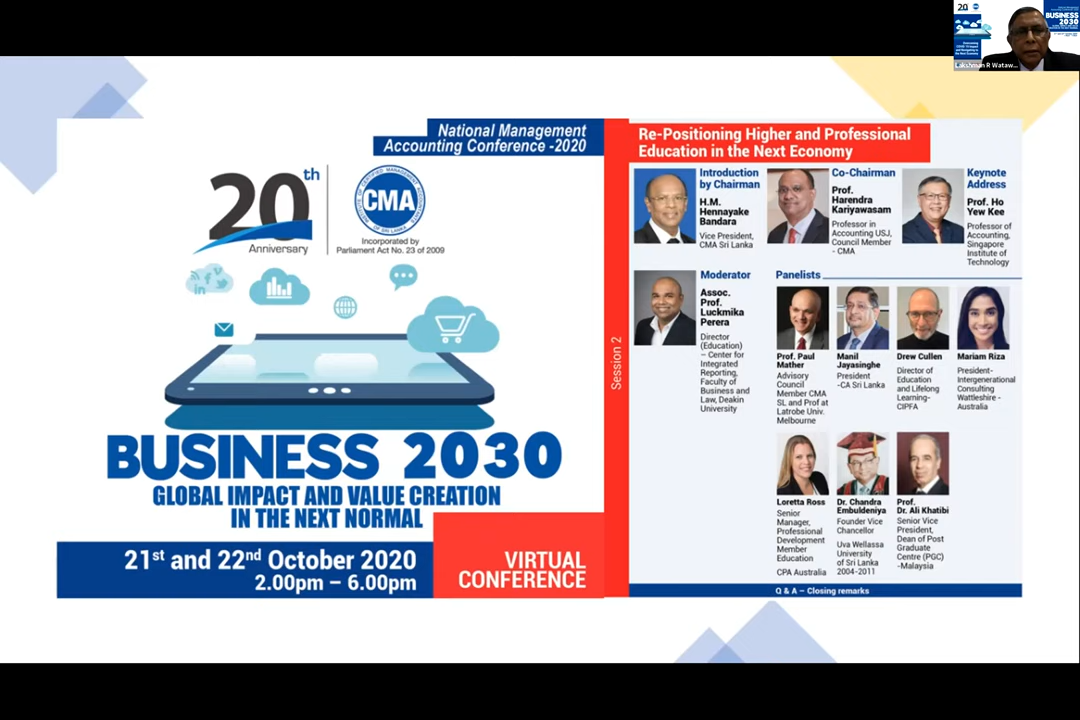 National Management
Accounting Conference -2020
20th
Anniversary
CMA
Incorporated by
Parliament Act No. 23 of 2009
BUSINESS 2030
GLOBAL IMPACT AND VALUE CREATION
IN THE NEXT NORMAL
21st and 22nd October 2020
2.00pm – 6.00pm
VIRTUAL
CONFERENCE
Session 2
Re-Positioning Higher and Professional
Education in the Next Economy
Introduction
by Chairman
H.M.
Hennayake
Bandara
Vice President,
CMA Sri Lanka
Co-Chairman
Prof.
Harendra
Kariyawasam
Professor in
Accounting USJ,
Council Member
- CMA
Keynote
Address
Prof. Ho
Yew Kee
Professor of
Accounting,
Singapore
Institute of
Technology
Moderator
Assoc.
Prof.
Luckmika
Perera
Director
(Education)
– Center for
Integrated
Reporting,
Faculty of
Business and
Law, Deakin
University
Panelists
Prof. Paul
Mather
Advisory
Council
Member CMA
SL and Prof at
Latrobe Univ.
Melbourne
Manil
Jayasinghe
President
-CA Sri Lanka
Drew Cullen
Director of
Education
and Lifelong
Learning-
CIPFA
Mariam Riza
President-
Intergenerational
Consulting
Wattleshire -
Australia
Loretta Ross
Senior
Manager,
Professional
Development
Member
Education
CPA Australia
Dr. Chandra
Embuldeniya
Founder Vice
Chancellor
Uva Wellassa
University
of Sri Lanka
2004-2011
Prof.
Dr. Ali Khatibi
Senior Vice
President,
Dean of Post
Graduate
Centre (PGC)
-Malaysia
Q & A – Closing remarks
20
BUSINESS
2030
Lakshman R Wataw...